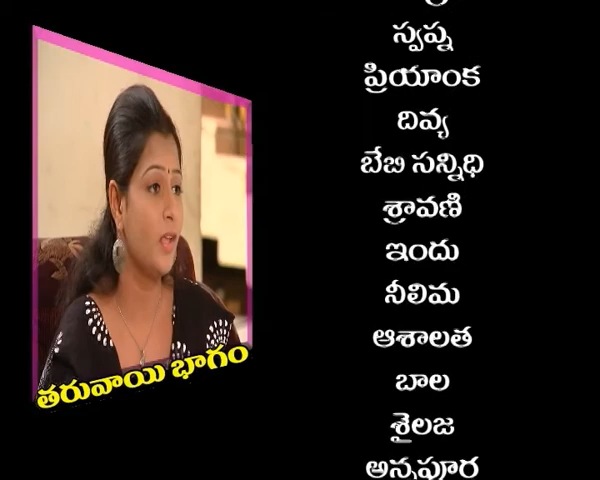 స్వప్న
ప్రియాంక
దివ్య
బేబి సన్నిధి
శ్రావణి
ఇందు
నీలిమ
ఆశాలత
బాల
శైలజ
అన్నపూర్ణ
తరువాయి భాగం